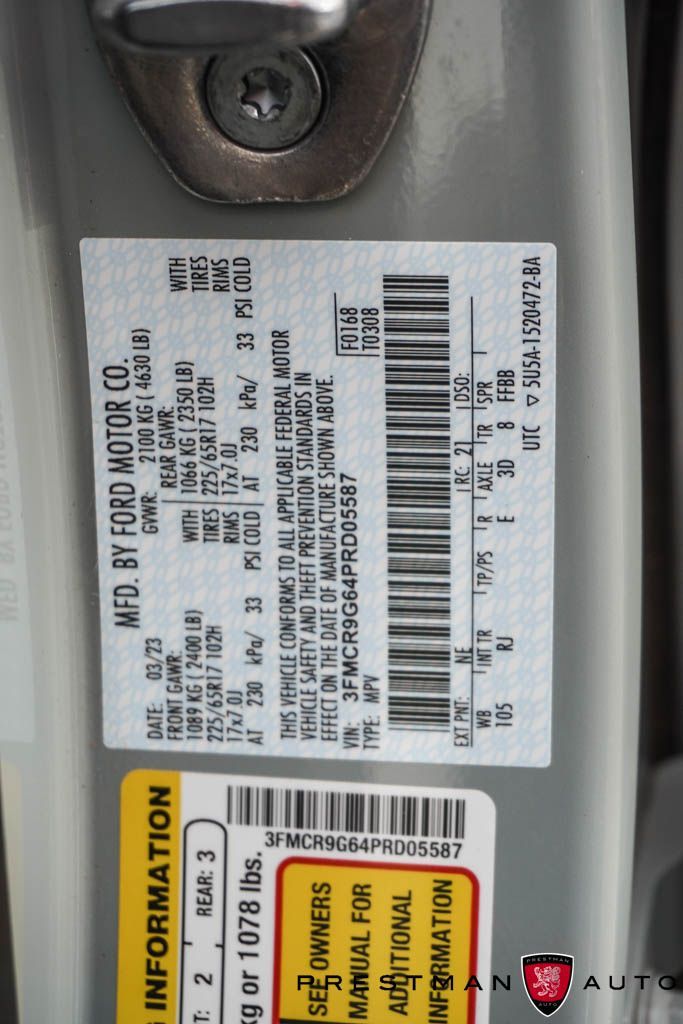 MFD. BY FORD MOTOR CO.
DATE: 03/23 GVWR: 2100 KG ( 4630 LB)
FRONT GAWR: REAR GAWR:
1089 KG ( 2400 LB) WITH 1066 KG ( 2350 LB) WITH
225/65R17 102H TIRES 225/65R17 102H TIRES
17x7.0J RIMS 17x7.0J RIMS
AT 230 kPa/ 33 PSI COLD AT 230 kPa/ 33 PSI COLD
THIS VEHICLE CONFORMS TO ALL APPLICABLE FEDERAL MOTOR
VEHICLE SAFETY AND THEFT PREVENTION STANDARDS IN
EFFECT ON THE DATE OF MANUFACTURE SHOWN ABOVE.
VIN: 3FMCR9G64PRD05587 F0168
TYPE: MPV T0308
EXT PNT: NE RC: 21 DSO:
WB INT TR TP/PS R AXLE TR SPR
105 RJ E 3D 8 FFBB
UTC ▽ 5U5A-1520472-BA
INFORMATION
2 REAR: 3
kg or 1078 lbs.
3FMCR9G64PRD05587
SEE OWNERS
MANUAL FOR
ADDITIONAL
INFORMATION
PRESTMAN AUTO
PRESTMAN
AUTO